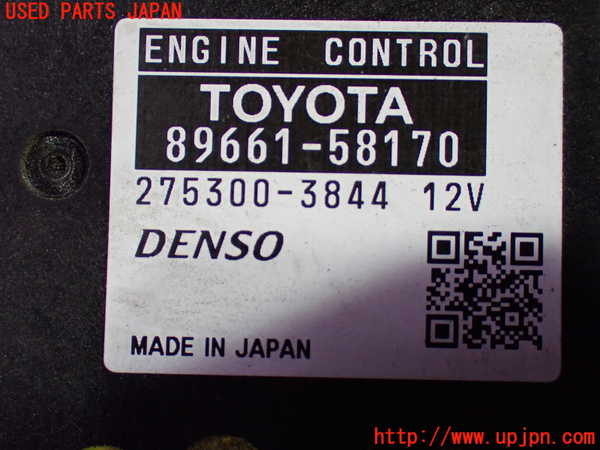 USED PARTS JAPAN
ENGINE CONTROL
TOYOTA
89661-58170
275300-3844 12V
DENSO
MADE IN JAPAN
http://www.upjpn.com/